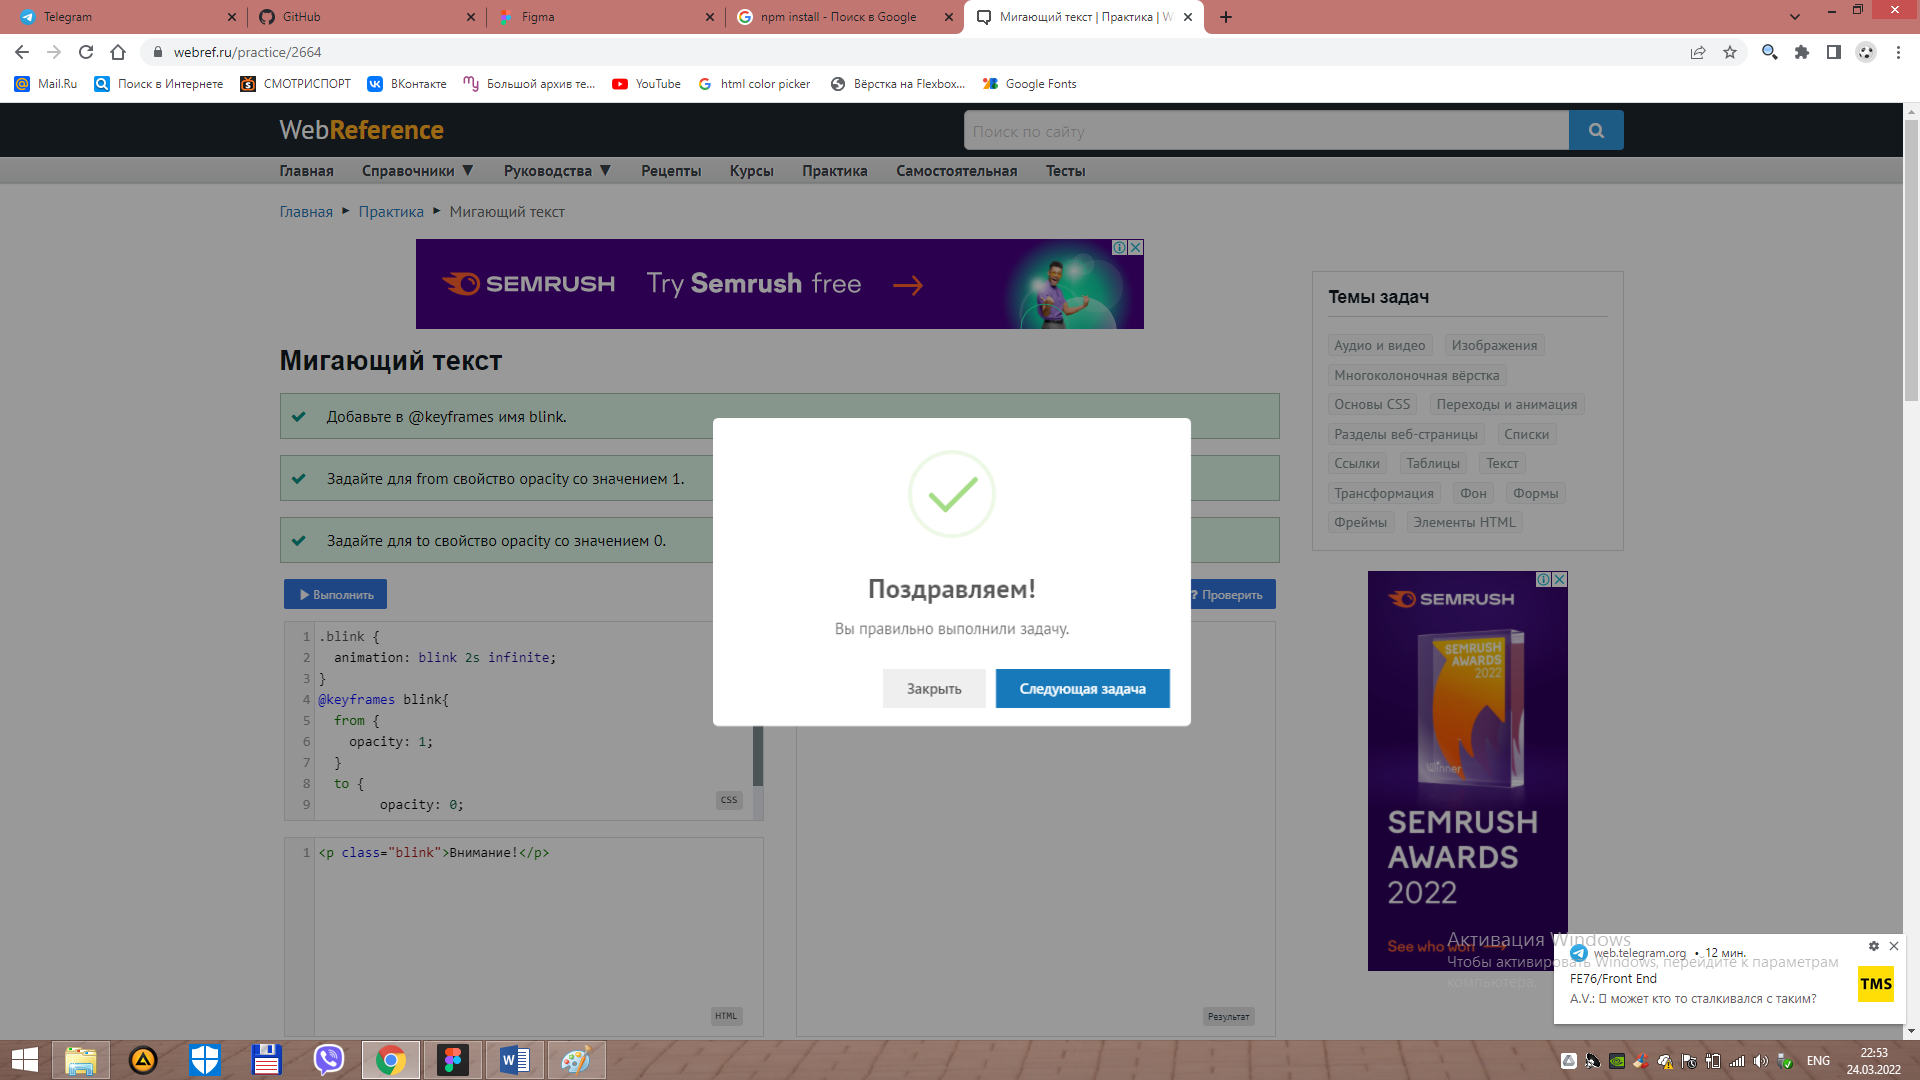 Telegram
GitHub
Figma
npm install - Поиск в Google
Мигающий текст | Практика | W
webref.ru/practice/2664
Mail.Ru
Поиск в Интернете
СМОТРИСПОРТ
ВКонтакте
Большой архив те...
YouTube
html color picker
Вёрстка на Flexbox...
Google Fonts
WebReference
Поиск по сайту
Главная
Справочники ▼
Руководства ▼
Рецепты
Курсы
Практика
Самостоятельная
Тесты
Главная ► Практика ► Мигающий текст
SEMRUSH Try Semrush free →
Мигающий текст
Добавьте в @keyframes имя blink.
Задайте для from свойство opacity со значением 1.
Задайте для to свойство opacity со значением 0.
Выполнить
? Проверить
1 .blink {
2 animation: blink 2s infinite;
3 }
4 @keyframes blink{
5 from {
6 opacity: 1;
7 }
8 to {
9 opacity: 0;
CSS
1 <p class="blink">Внимание!</p>
HTML
Результат
Поздравляем!
Вы правильно выполнили задачу.
Закрыть
Следующая задача
Темы задач
Аудио и видео
Изображения
Многоколоночная вёрстка
Основы CSS
Переходы и анимация
Разделы веб-страницы
Списки
Ссылки
Таблицы
Текст
Трансформация
Фон
Формы
Фреймы
Элементы HTML
SEMRUSH
SEMRUSH
AWARDS
2022
Winner
SEMRUSH
AWARDS
2022
See who won →
Активация Windows
Чтобы активировать Windows, перейдите к параметрам
компьютера.
web.telegram.org • 12 мин.
FE76/Front End
A.V.: может кто то сталкивался с таким?
TMS
ENG
22:53
24.03.2022